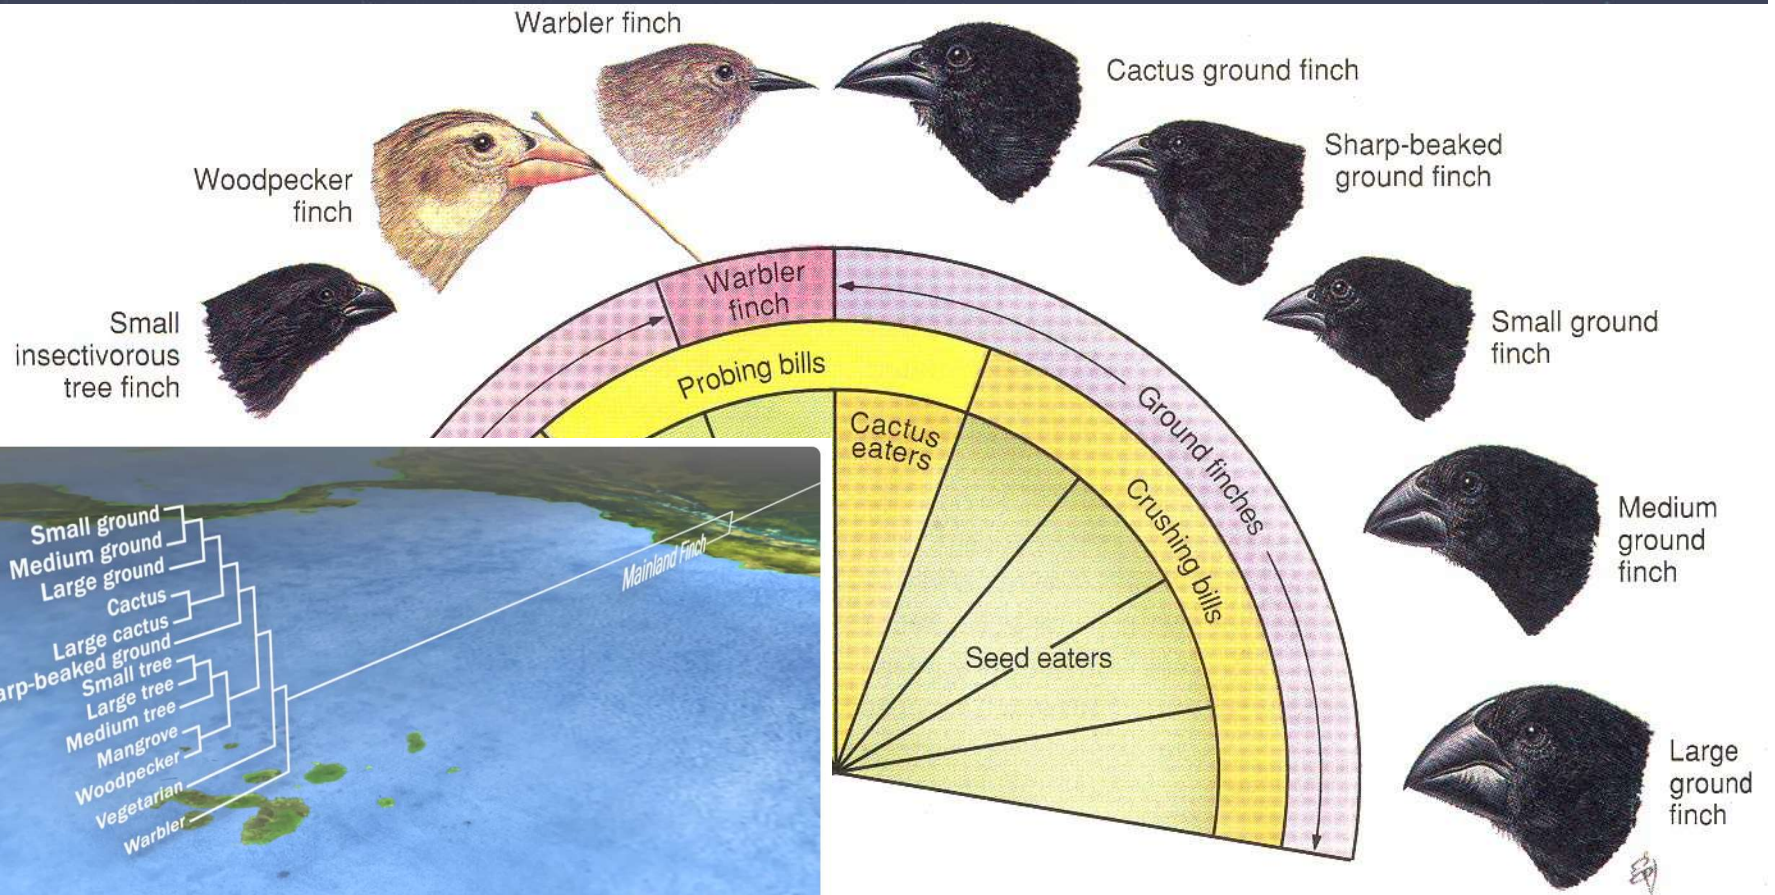 Warbler finch
Cactus ground finch
Sharp-beaked
ground finch
Woodpecker
finch
Small
insectivorous
tree finch
Small ground
finch
Medium
ground
finch
Large
ground
finch
Warbler
finch
Probing bills
Cactus
eaters
Ground finches
Crushing bills
Seed eaters
Small ground
Medium ground
Large ground
Cactus
Large cactus
arp-beaked ground
Small tree
Large tree
Medium tree
Mangrove
Woodpecker
Vegetarian
Warbler
Mainland Finch